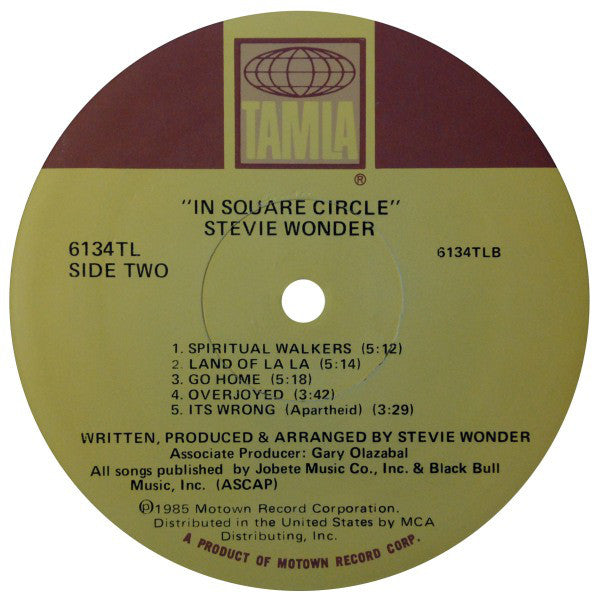 TAMLA
®
"IN SQUARE CIRCLE"
STEVIE WONDER
6134TL
SIDE TWO
6134TLB
1. SPIRITUAL WALKERS (5:12)
2. LAND OF LA LA (5:14)
3. GO HOME (5:18)
4. OVERJOYED (3:42)
5. ITS WRONG (Apartheid) (3:29)
WRITTEN, PRODUCED & ARRANGED BY STEVIE WONDER
Associate Producer: Gary Olazabal
All songs published by Jobete Music Co., Inc. & Black Bull
Music, Inc. (ASCAP)
℗1985 Motown Record Corporation.
Distributed in the United States by MCA
Distributing, Inc.
A PRODUCT OF MOTOWN RECORD CORP.